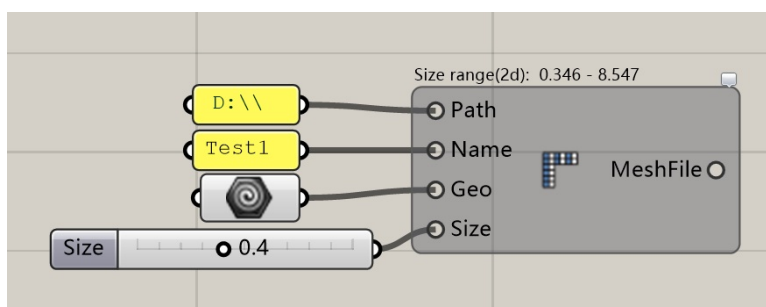 Size range(2d): 0.346 - 8.547
D:\\
Path
Test1
Name
MeshFile
Geo
Size
Size 0.4